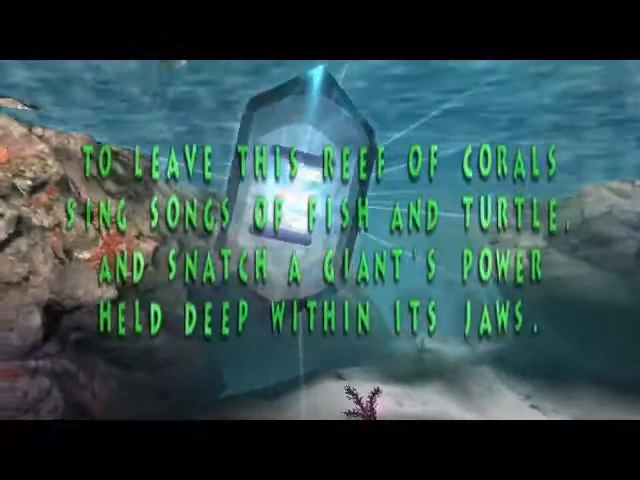 TO LEAVE THIS REEF OF CORALS
SING SONGS OF FISH AND TURTLE,
AND SNATCH A GIANT'S POWER
HELD DEEP WITHIN ITS JAWS.